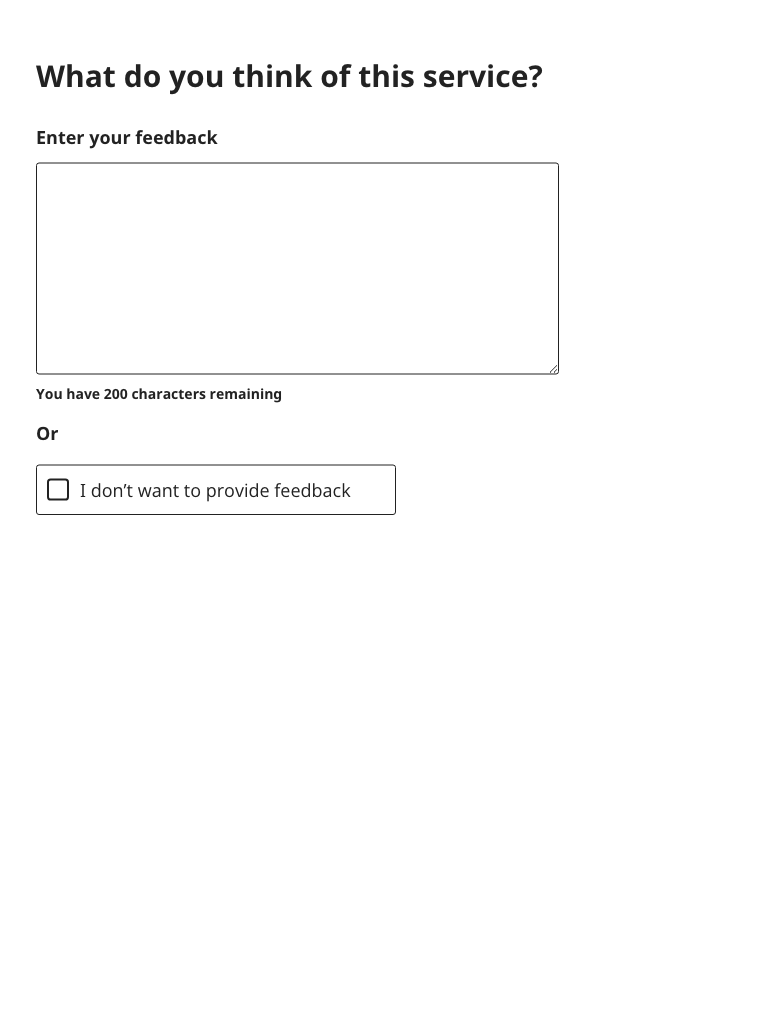 What do you think of this service?
Enter your feedback
You have 200 characters remaining
Or
I don’t want to provide feedback